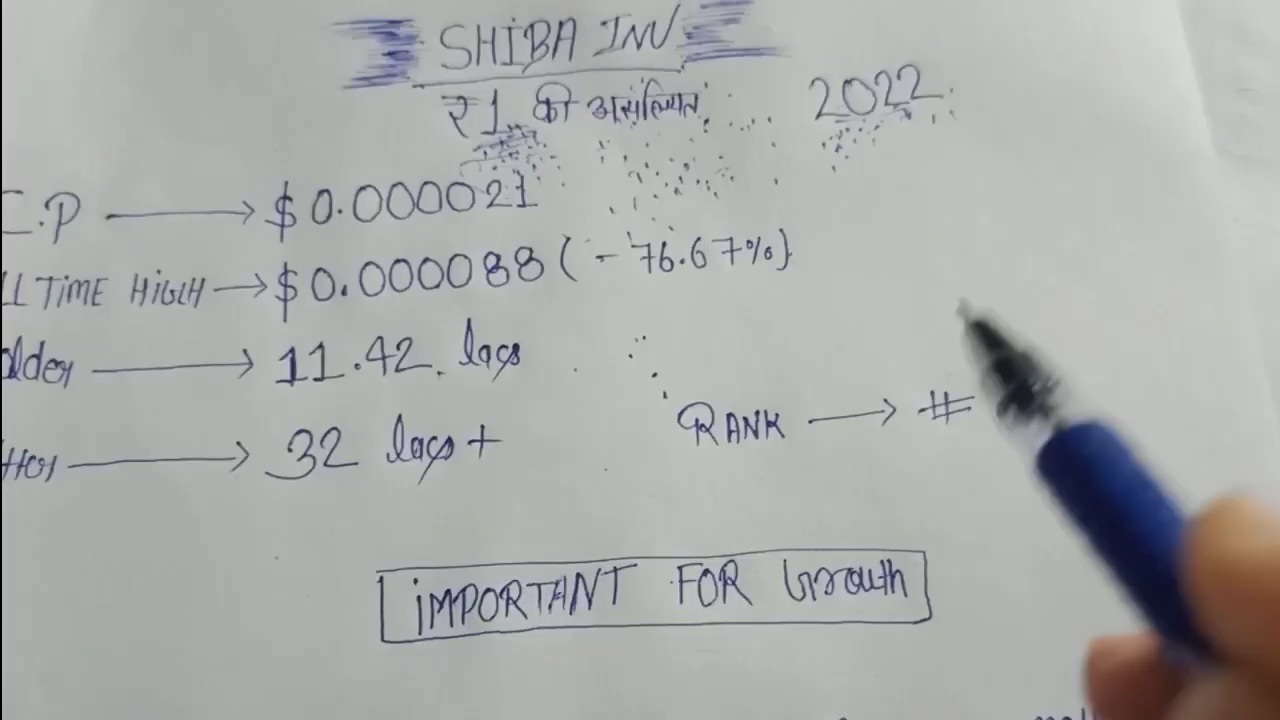 SHIBA INU
₹1 की असलियत
2022
C.P → $0.000021
LL TIME HIGH → $0.000088 (-76.67%)
older → 11.42 lacs
→ 32 lacs+
RANK → #
IMPORTANT FOR Growth